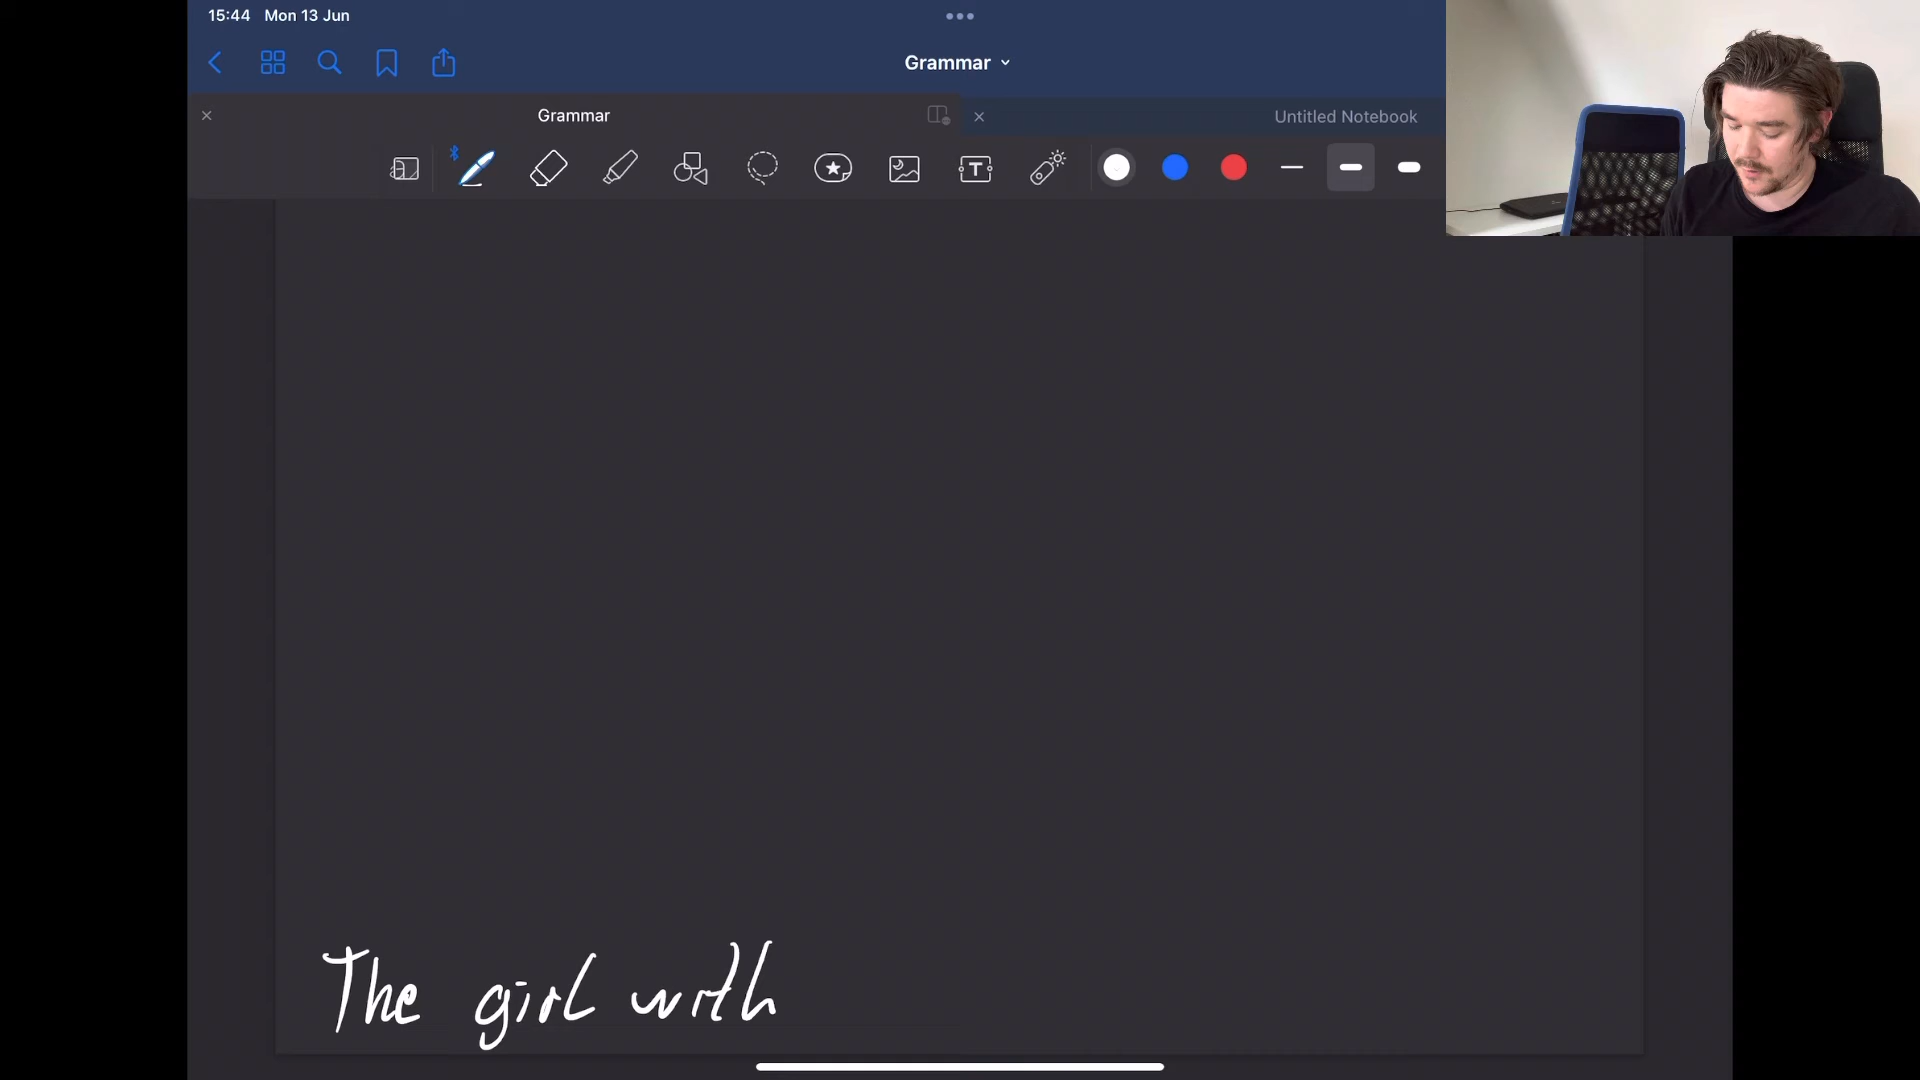 15:44 Mon 13 Jun
Grammar
Grammar
Untitled Notebook
The girl with